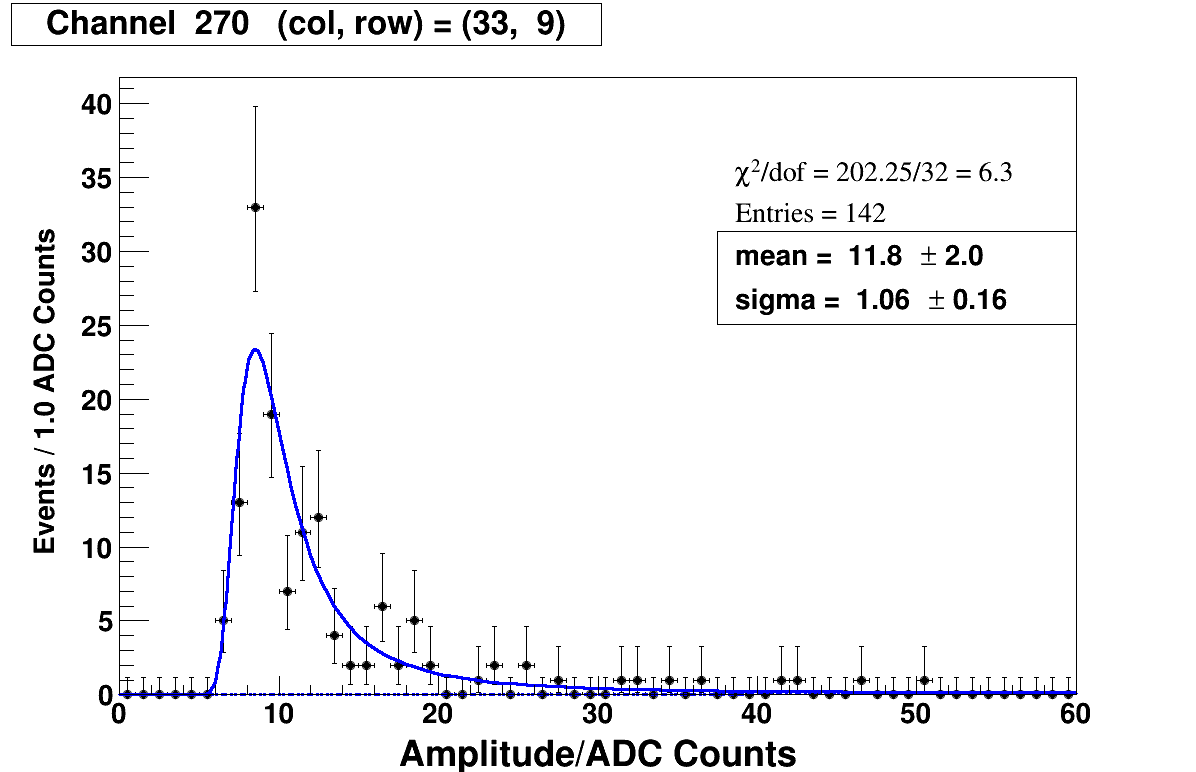 Channel 270 (col, row) = (33, 9)
40
35
30
25
20
15
10
5
0
Events / 1.0 ADC Counts
χ²/dof = 202.25/32 = 6.3
Entries = 142
mean = 11.8 ± 2.0
sigma = 1.06 ± 0.16
0 10 20 30 40 50 60
Amplitude/ADC Counts